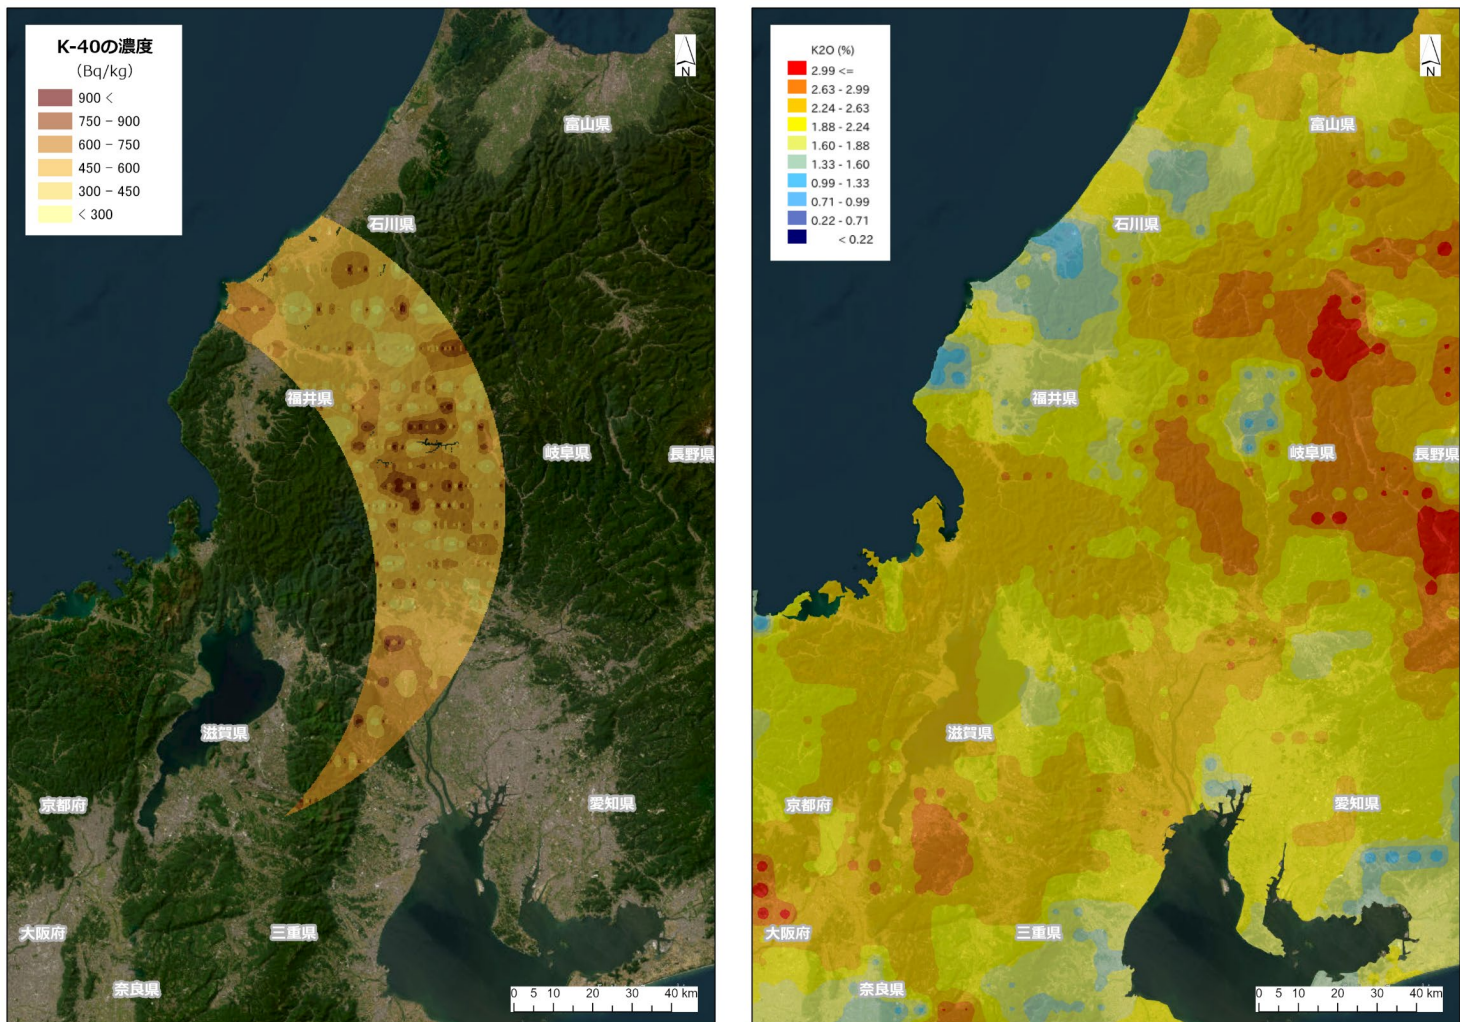 K-40の濃度
(Bq/kg)
900 <
750 - 900
600 - 750
450 - 600
300 - 450
< 300
N
富山県
石川県
福井県
岐阜県
長野県
滋賀県
京都府
愛知県
大阪府
三重県
奈良県
0 5 10 20 30 40 km
K2O (%)
2.99 <=
2.63 - 2.99
2.24 - 2.63
1.88 - 2.24
1.60 - 1.88
1.33 - 1.60
0.99 - 1.33
0.71 - 0.99
0.22 - 0.71
< 0.22
N
富山県
石川県
福井県
岐阜県
長野県
滋賀県
京都府
愛知県
大阪府
三重県
奈良県
0 5 10 20 30 40 km